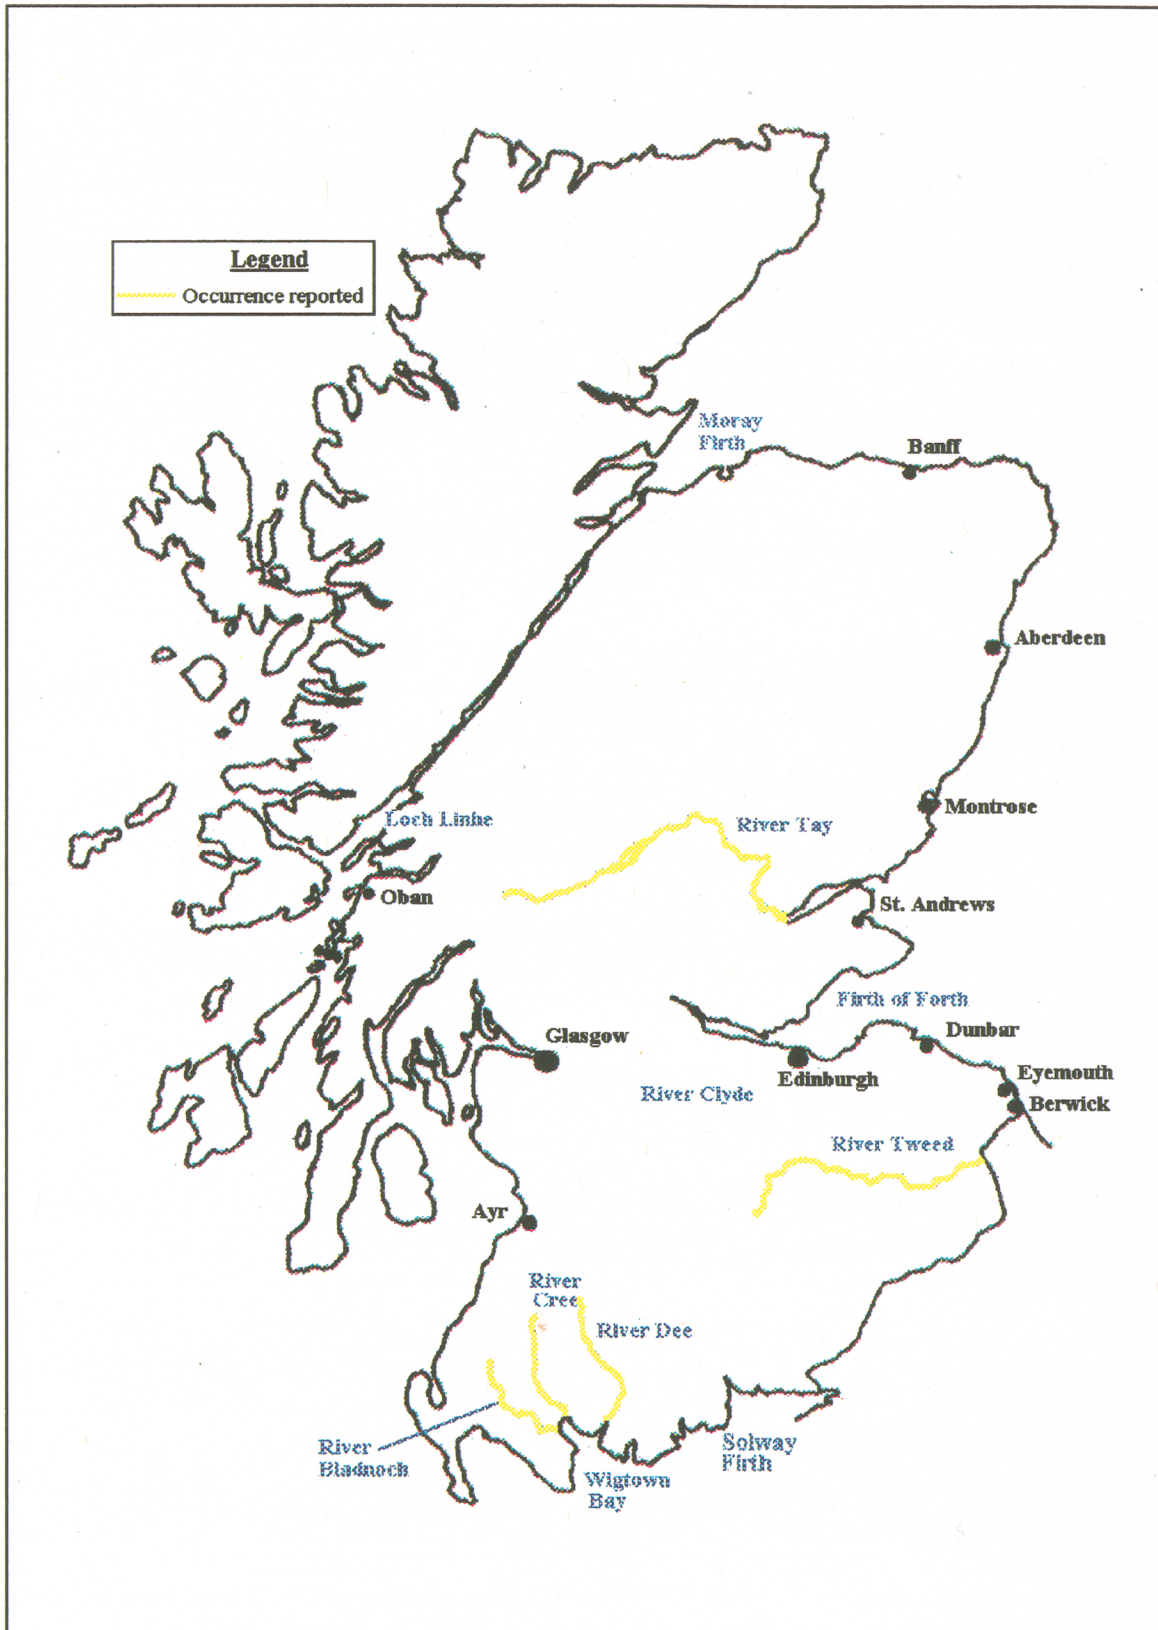 Legend
Occurrence reported
Moray
Firth
Banff
Aberdeen
Montrose
Loch Linhe
River Tay
Oban
St. Andrews
Firth of Forth
Dunbar
Glasgow
Edinburgh
Eyemouth
River Clyde
Berwick
River Tweed
Ayr
River
Cree
River Dee
River
Bladnoch
Solway
Firth
Wigtown
Bay